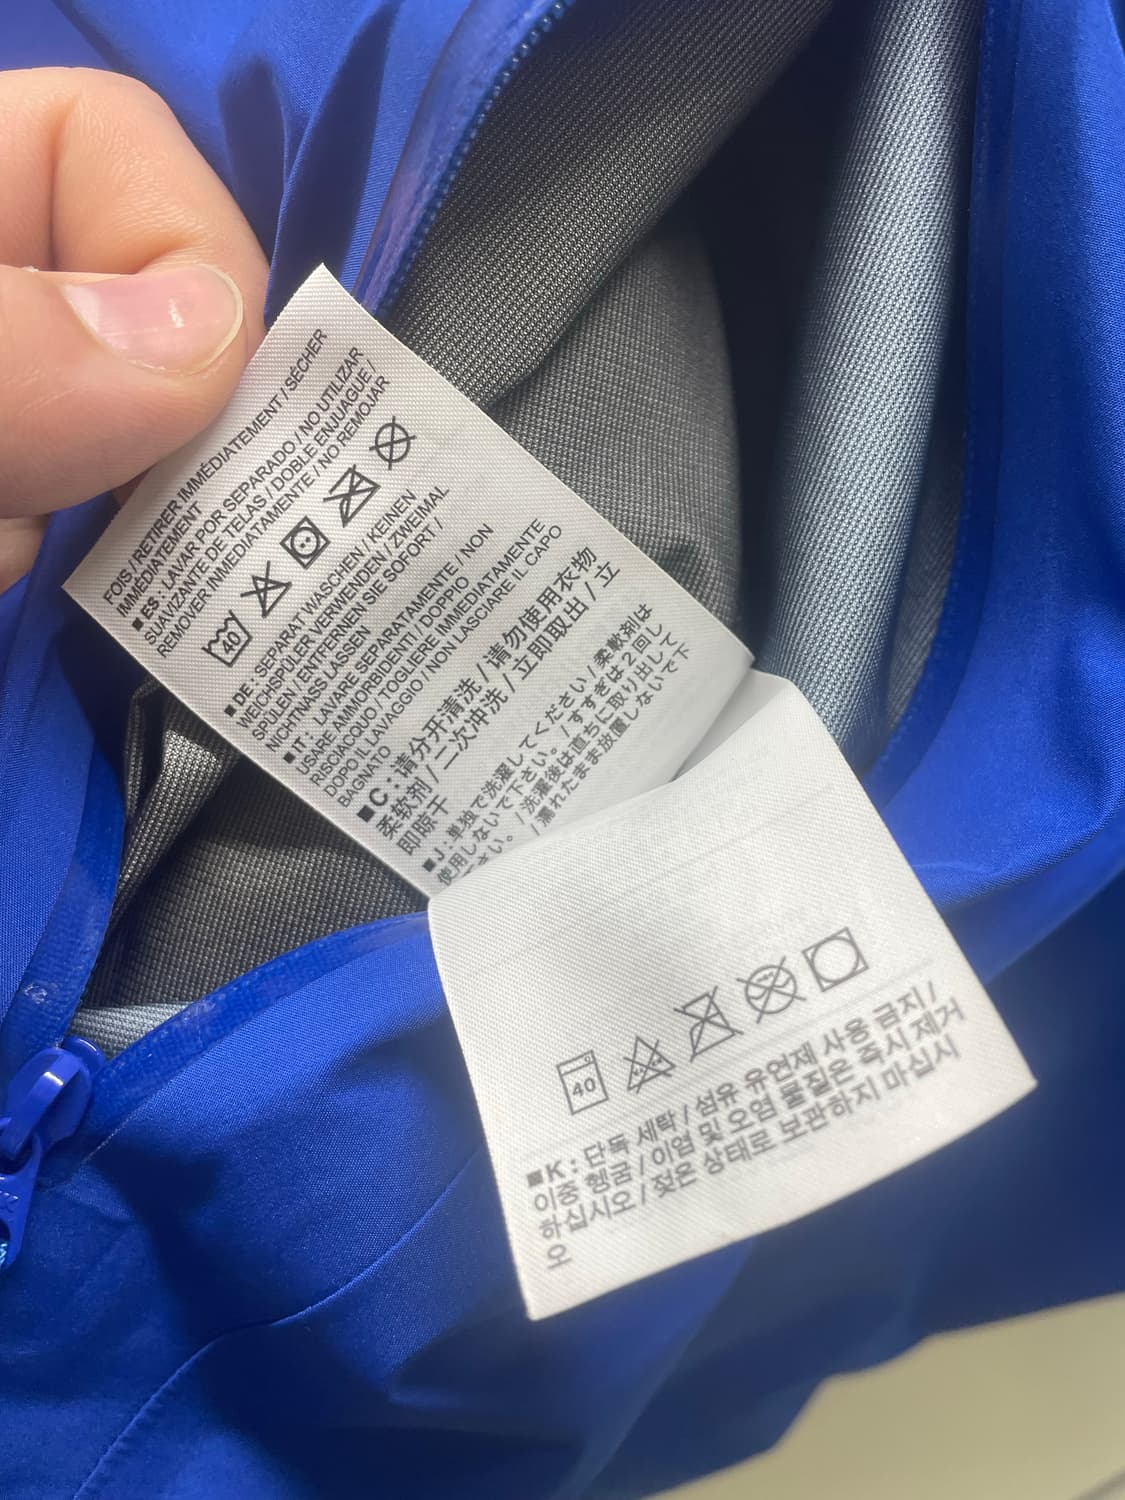 FOIS / RETIRER IMMÉDIATEMENT / SÉCHER
IMMÉDIATEMENT
■ ES : LAVAR POR SEPARADO / NO UTILIZAR
SUAVIZANTE DE TELAS / DOBLE ENJUAGUE /
REMOVER INMEDIATAMENTE / NO REMOJAR
40
■ DE : SEPARAT WASCHEN / KEINEN
WEICHSPÜLER VERWENDEN / ZWEIMAL
SPÜLEN / ENTFERNEN SIE SOFORT /
NICHT NASS LASSEN
■ IT : LAVARE SEPARATAMENTE / NON
USARE AMMORBIDENTI / DOPPIO
RISCIACQUO / TOGLIERE IMMEDIATAMENTE
DOPO IL LAVAGGIO / NON LASCIARE IL CAPO
BAGNATO
■ C : 请分开清洗 / 请勿使用衣物
柔软剂 / 二次冲洗 / 立即取出 / 立
即晾干
■ J : 単独で洗濯してください / 柔軟剤は
使用しないで下さい。 / すすぎは2回し
さい。 / 洗濯後は直ちに取り出して
/ 濡れたまま放置しないで下
40
■ K : 단독 세탁 / 섬유 유연제 사용 금지 /
이중 헹굼 / 이염 및 오염 물질은 즉시 제거
하십시오 / 젖은 상태로 보관하지 마십시
오